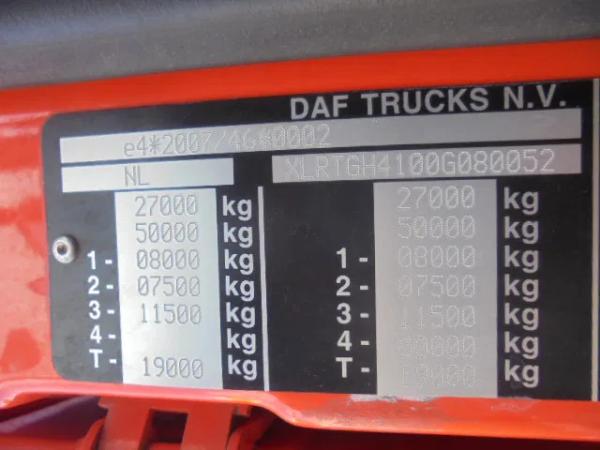 DAF TRUCKS N.V.
e4*2007/46*0002
NL XLRTGH4100G080052
27000 kg 27000 kg
50000 kg 50000 kg
1- 08000 kg 1- 08000 kg
2- 07500 kg 2- 07500 kg
3- 11500 kg 3- 11500 kg
4- kg 4- kg
T- 19000 kg T- 19000 kg